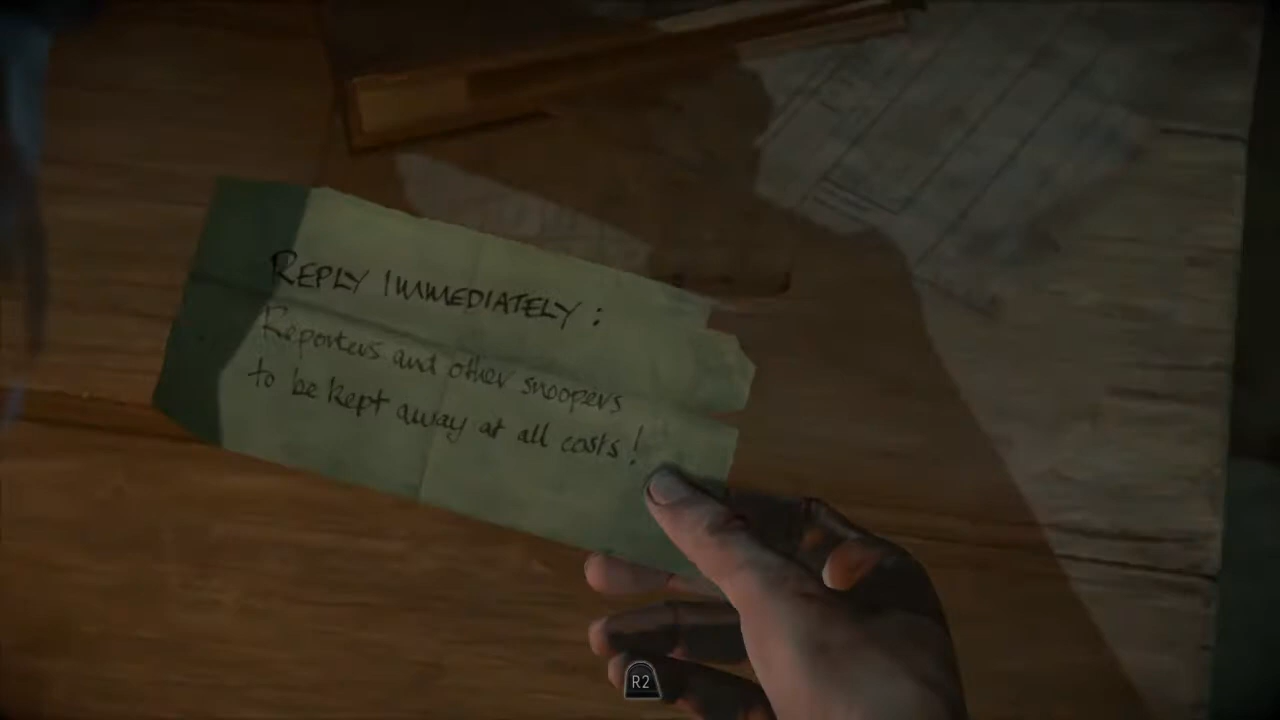 REPLY IMMEDIATELY:
Reporters and other snoopers
to be kept away at all costs!
R2